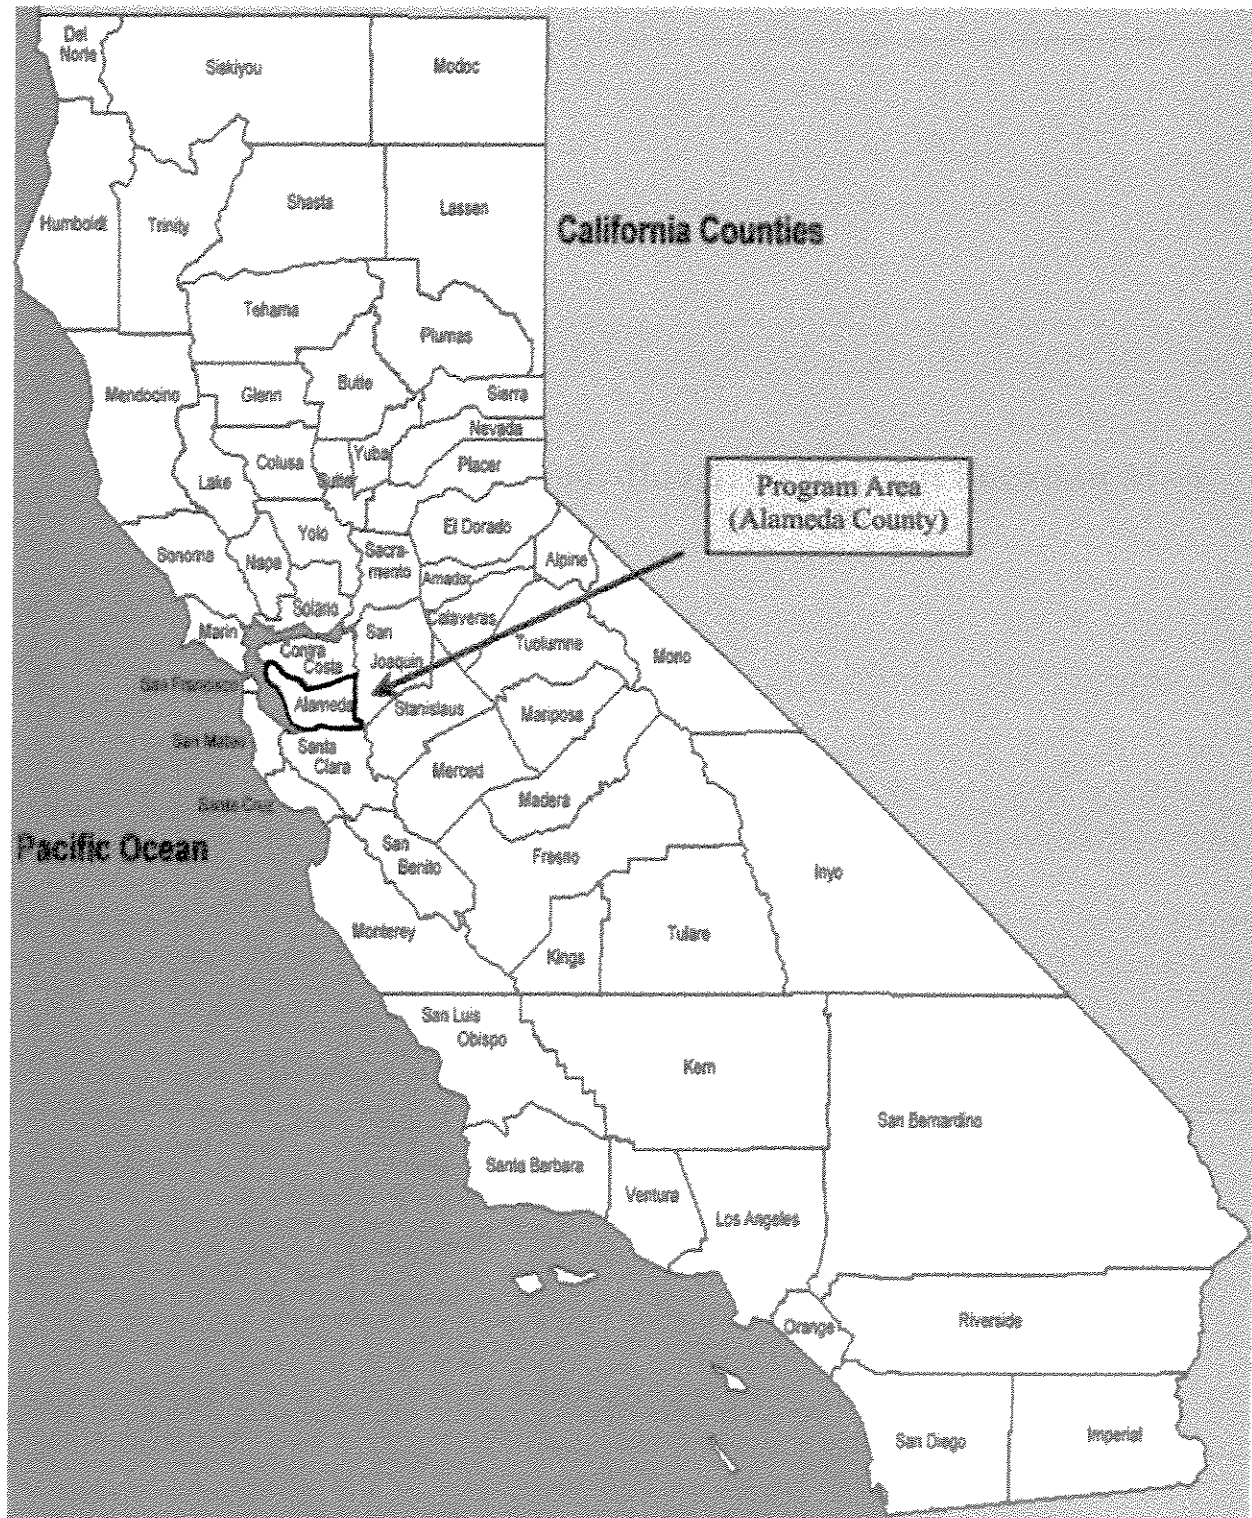 Del
Norte
Siskiyou
Modoc
Humboldt
Trinity
Shasta
Lassen
California Counties
Tehama
Plumas
Mendocino
Glenn
Butte
Sierra
Nevada
Yuba
Placer
Colusa
Sutter
Lake
Program Area
(Alameda County)
El Dorado
Yolo
Sonoma
Napa
Sacra-
mento
Alpine
Amador
Solano
Calaveras
Marin
San
Joaquin
Contra
Costa
Tuolumne
Mono
San Francisco
Alameda
Stanislaus
Mariposa
San Mateo
Santa
Clara
Merced
Madera
Santa Cruz
Pacific Ocean
San
Benito
Fresno
Inyo
Monterey
Kings
Tulare
San Luis
Obispo
Kern
San Bernardino
Santa Barbara
Ventura
Los Angeles
Orange
Riverside
San Diego
Imperial